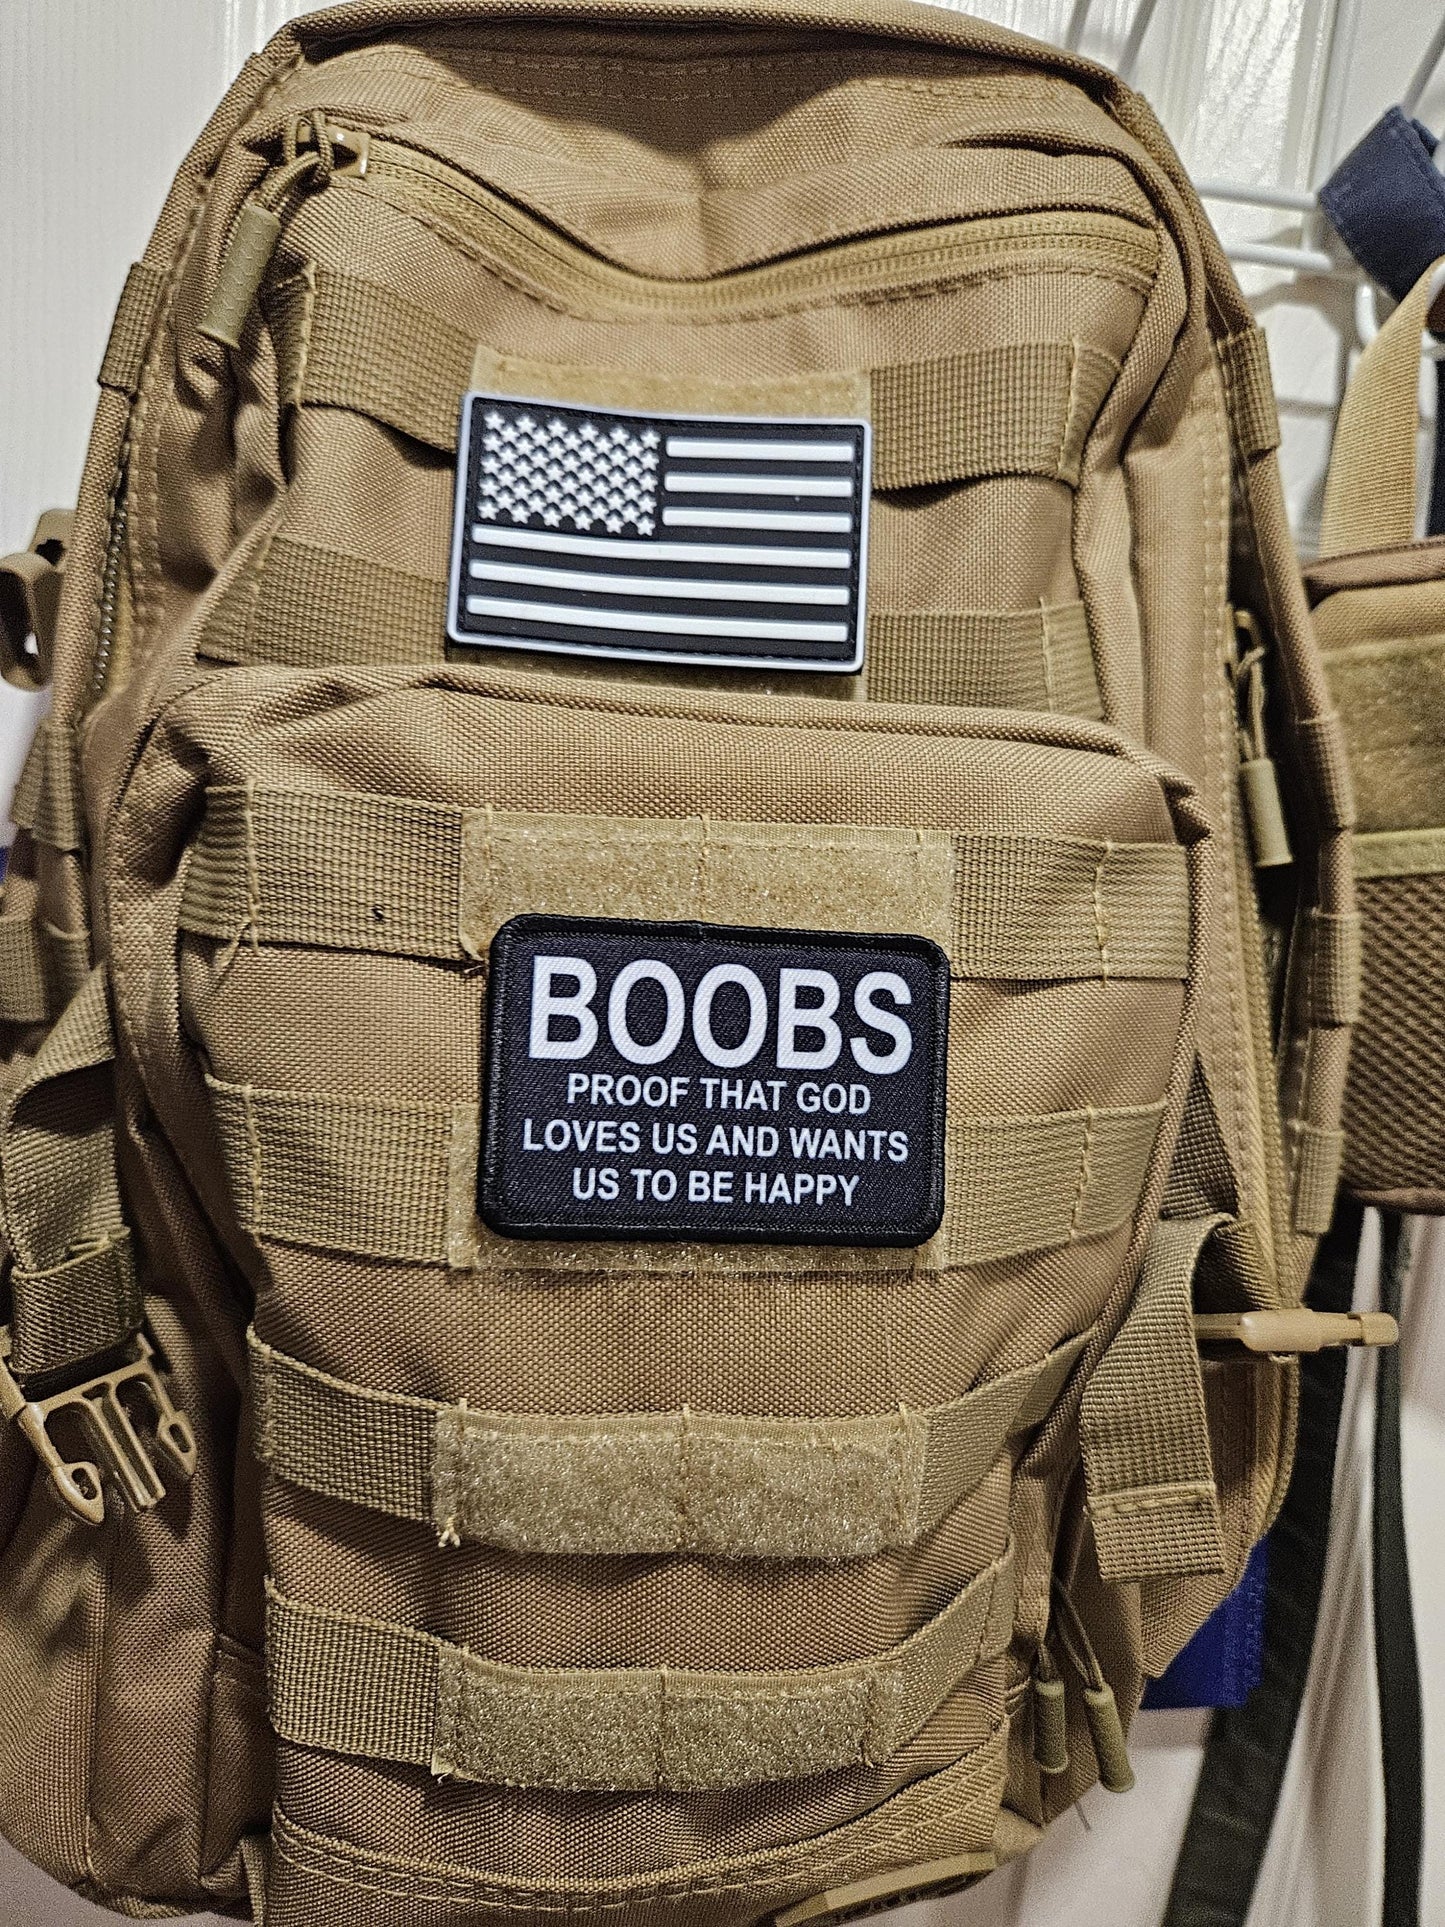 BOOBS
PROOF THAT GOD
LOVES US AND WANTS
US TO BE HAPPY